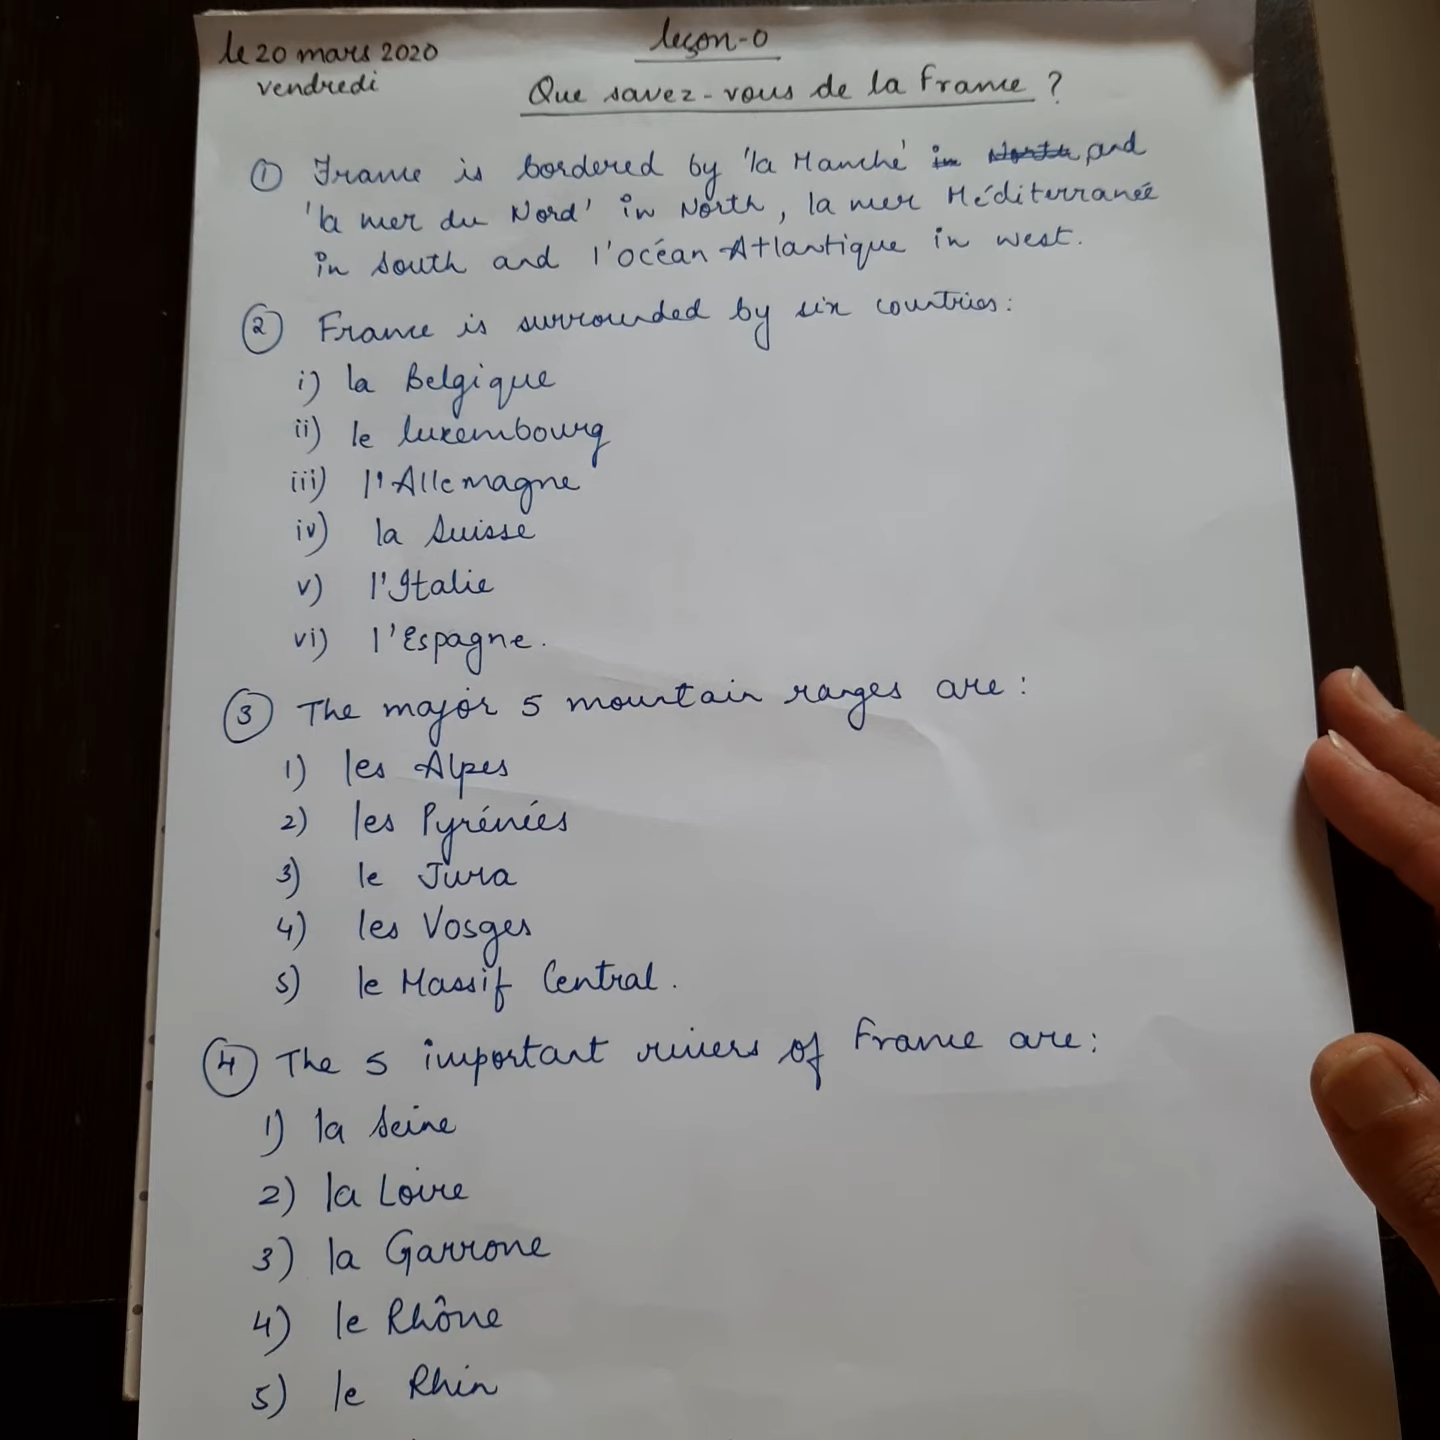 le 20 mars 2020
vendredi
leçon-0
Que savez-vous de la France ?
① France is bordered by 'la Manche' in North and
'la mer du Nord' in North, la mer Méditerranée
in South and l'océan Atlantique in west.
② France is surrounded by six countries:
i) la Belgique
ii) le luxembourg
iii) l'Allemagne
iv) la Suisse
v) l'Italie
vi) l'Espagne.
③ The major 5 mountain ranges are:
1) les Alpes
2) les Pyrénées
3) le Jura
4) les Vosges
5) le Massif Central.
④ The 5 important rivers of France are:
1) la Seine
2) la Loire
3) la Garrone
4) le Rhône
5) le Rhin